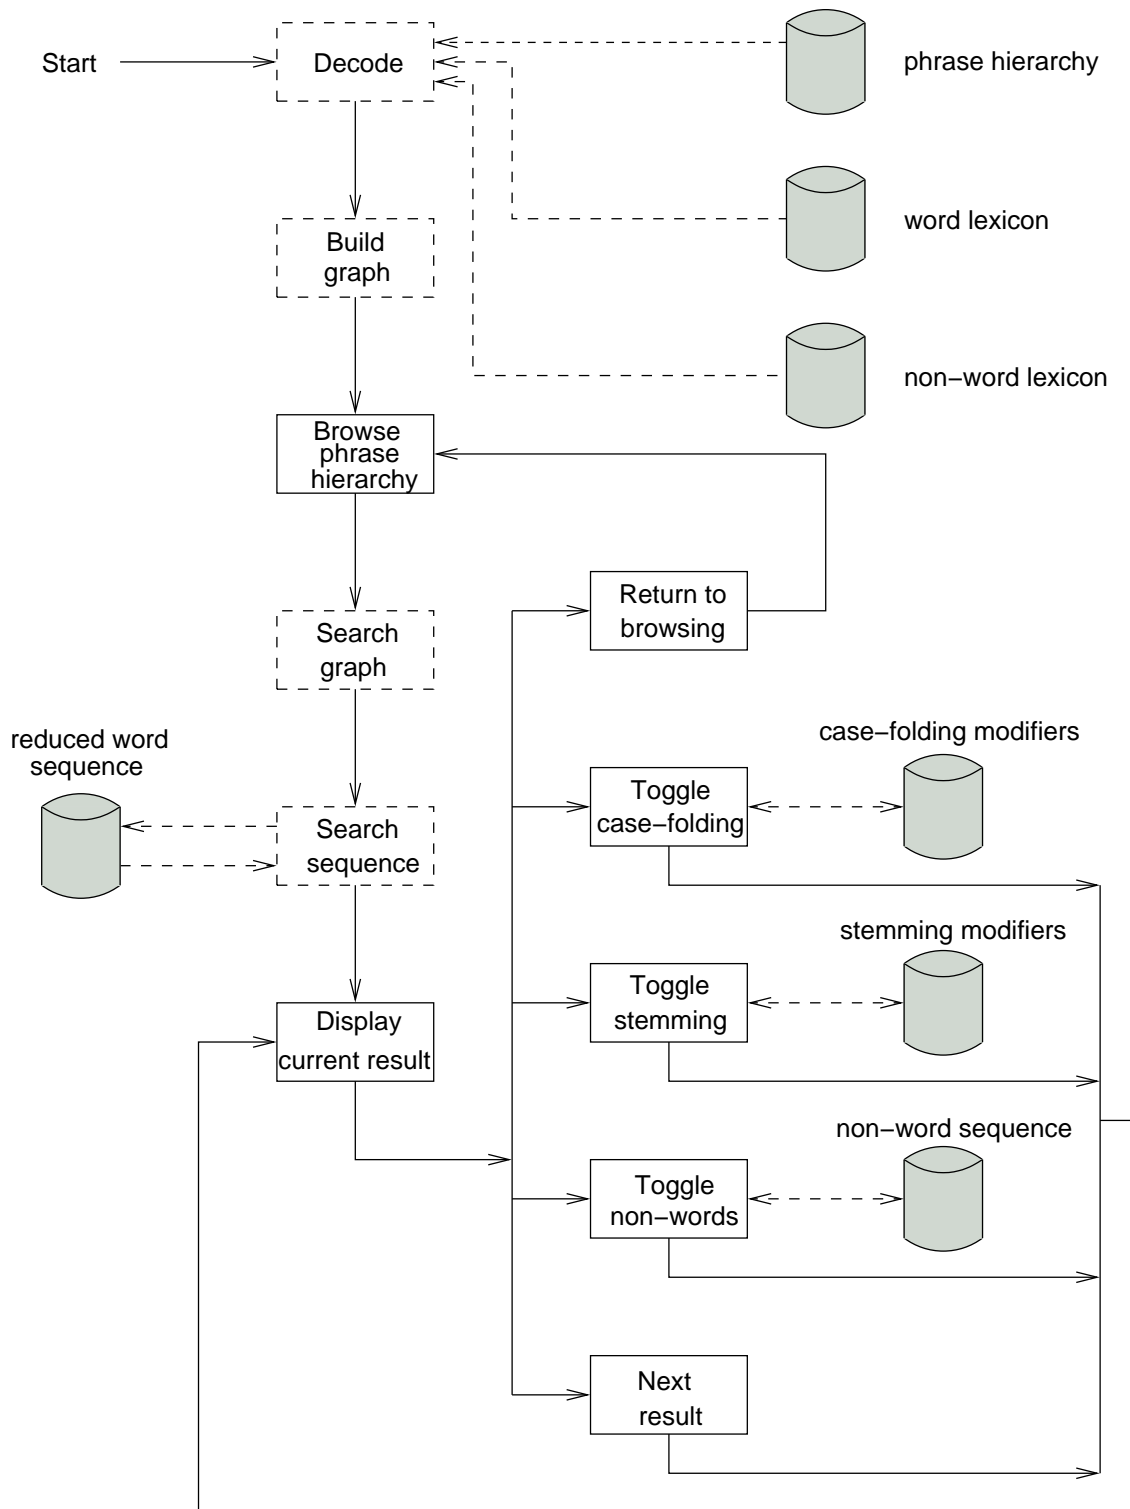 Start
Decode
phrase hierarchy
word lexicon
Build
graph
non−word lexicon
Browse
phrase
hierarchy
Return to
browsing
Search
graph
reduced word
sequence
case−folding modifiers
Toggle
case−folding
Search
sequence
stemming modifiers
Toggle
stemming
Display
current result
non−word sequence
Toggle
non−words
Next
result